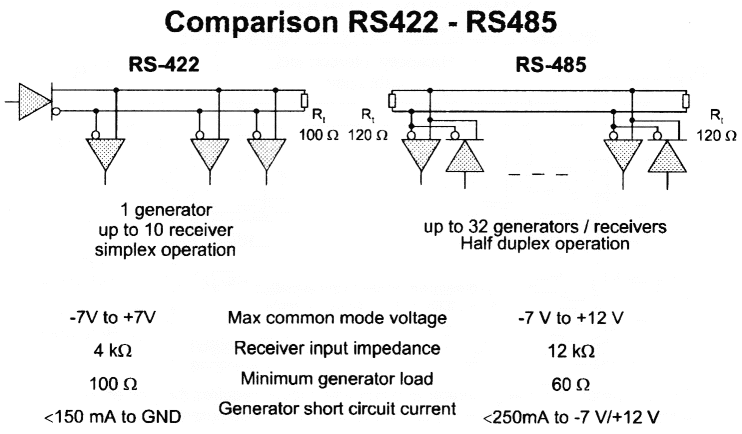 Comparison RS422 - RS485
RS-422
RS-485
Rt
100 Ω
Rt
120 Ω
Rt
120 Ω
1 generator
up to 10 receiver
simplex operation
up to 32 generators / receivers
Half duplex operation
-7V to +7V Max common mode voltage -7 V to +12 V
4 kΩ Receiver input impedance 12 kΩ
100 Ω Minimum generator load 60 Ω
<150 mA to GND Generator short circuit current <250mA to -7 V/+12 V